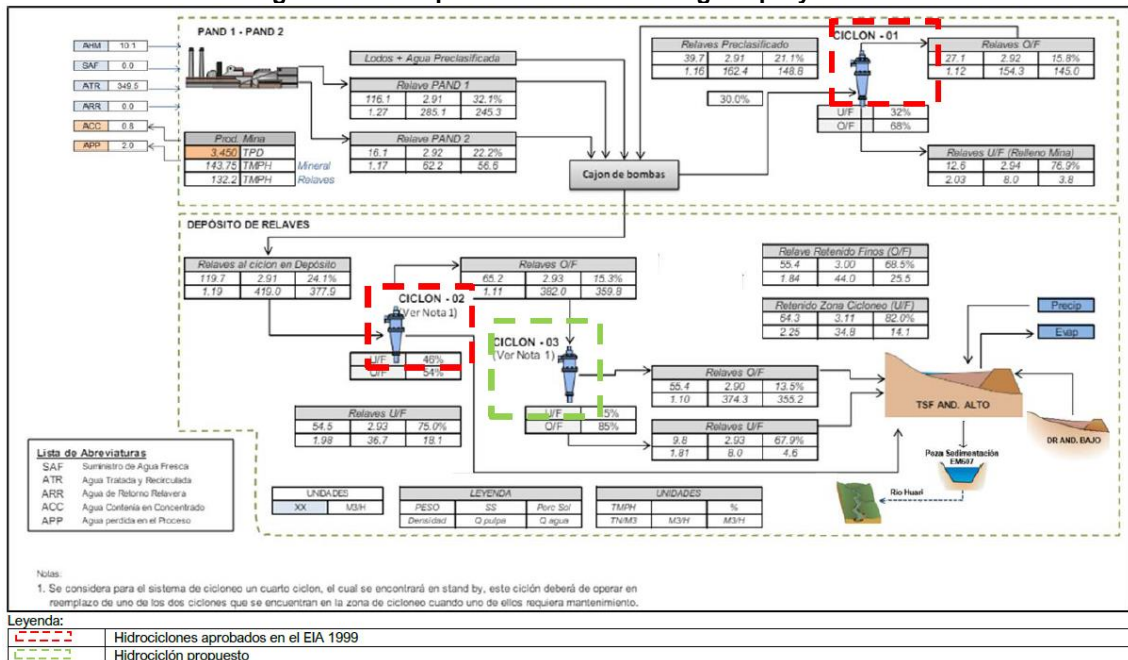 PAND 1 - PAND 2
AHM 10.1
SAF 0.0
ATR 349.5
ARR 0.0
ACC 0.8
APP 2.0
Prod. Mina
3,450 TPD
143.75 TMPH Mineral
132.2 TMPH Relaves
Lodos + Agua Preclasificada
Relave PAND 1
116.1 2.91 32.1%
1.27 285.1 245.3
Relave PAND 2
16.1 2.92 22.2%
1.17 62.2 56.6
Cajon de bombas
Relaves Preclasificado
39.7 2.91 21.1%
1.16 162.4 148.8
30.0%
CICLON - 01
U/F 32%
O/F 68%
Relaves O/F
27.1 2.92 15.8%
1.12 154.3 145.0
Relaves U/F (Relleno Mina)
12.6 2.94 76.9%
2.03 8.0 3.8
DEPÓSITO DE RELAVES
Relaves al ciclon en Depósito
119.7 2.91 24.1%
1.19 419.0 377.9
CICLON - 02
(Ver Nota 1)
U/F 46%
O/F 54%
Relaves O/F
65.2 2.93 15.3%
1.11 382.0 359.8
CICLON - 03
(Ver Nota 1)
U/F 5%
O/F 85%
Relave Retenido Finos (O/F)
55.4 3.00 68.5%
1.84 44.0 25.5
Retenido Zona Cicloneo (U/F)
64.3 3.11 82.0%
2.25 34.8 14.1
Precip
Evap
Relaves O/F
55.4 2.90 13.5%
1.10 374.3 355.2
Relaves U/F
9.8 2.93 67.9%
1.81 8.0 4.6
Relaves U/F
54.5 2.93 75.0%
1.98 36.7 18.1
TSF AND. ALTO
DR AND. BAJO
Poza Sedimentación
Rio Huari
Lista de Abreviaturas
SAF Suministro de Agua Fresca
ATR Agua Tratada y Recirculada
ARR Agua de Retorno Relavera
ACC Agua Contenia en Concentrado
APP Agua perdida en el Proceso
UNIDADES
XX M3/H
LEYENDA
PESO SS Porc Sol
Densidad Q pulpa Q agua
UNIDADES
TMPH %
TN/M3 M3/H M3/H
Notas:
1. Se considera para el sistema de cicloneo un cuarto ciclon, el cual se encontrará en stand by, este ciclón deberá de operar en
reemplazo de uno de los dos ciclones que se encuentran en la zona de cicloneo cuando uno de ellos requiera mantenimiento.
Leyenda:
Hidrociclones aprobados en el EIA 1999
Hidrociclón propuesto